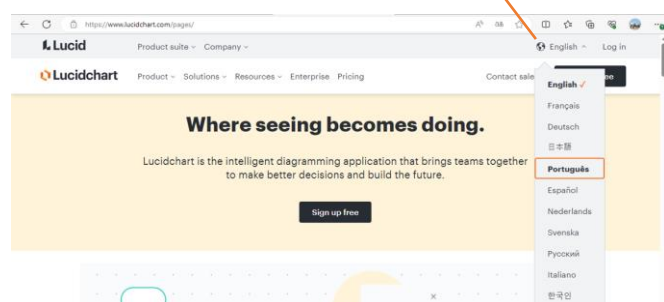 https://www.lucidchart.com/pages/
Lucid Product suite Company English Log in
Lucidchart Product Solutions Resources Enterprise Pricing Contact sale ee
English ✓
Français
Deutsch
日本語
Português
Español
Nederlands
Svenska
Русский
Italiano
한국인
Where seeing becomes doing.
Lucidchart is the intelligent diagramming application that brings teams together
to make better decisions and build the future.
Sign up free